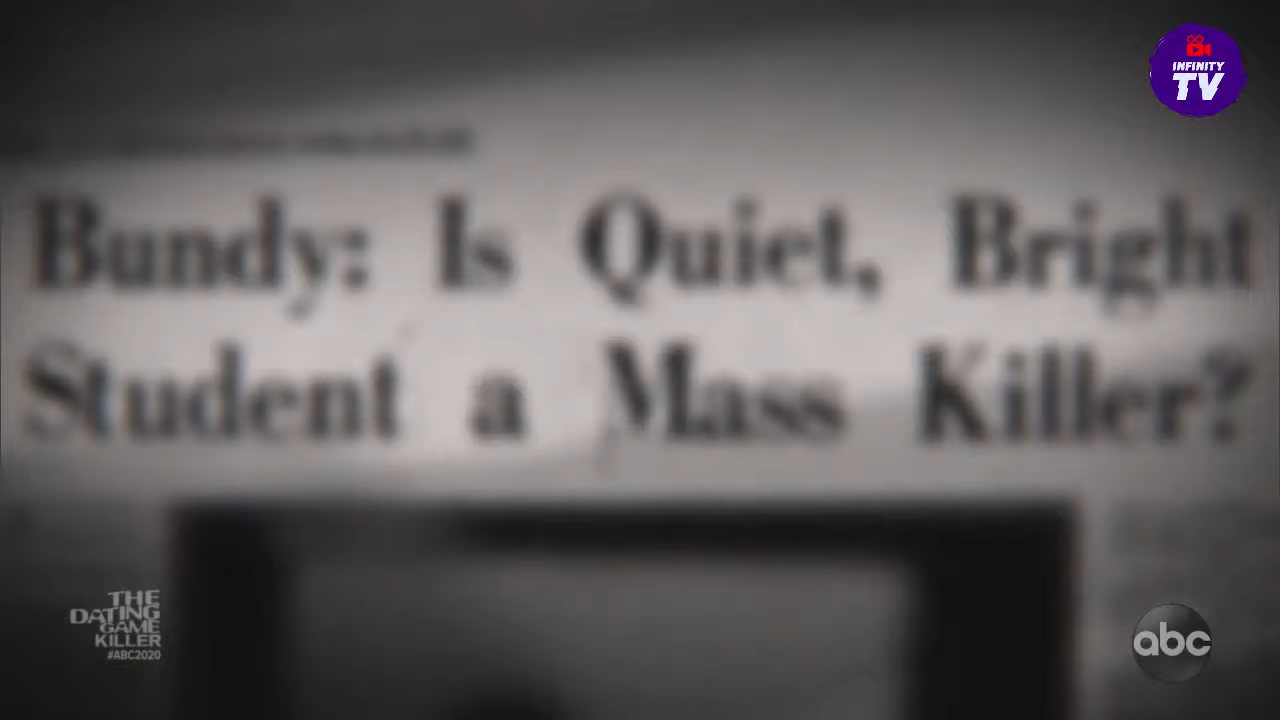 INFINITY
TV
Bundy: Is Quiet, Bright
Student a Mass Killer?
THE
DATING
GAME
KILLER
#ABC2020
abc